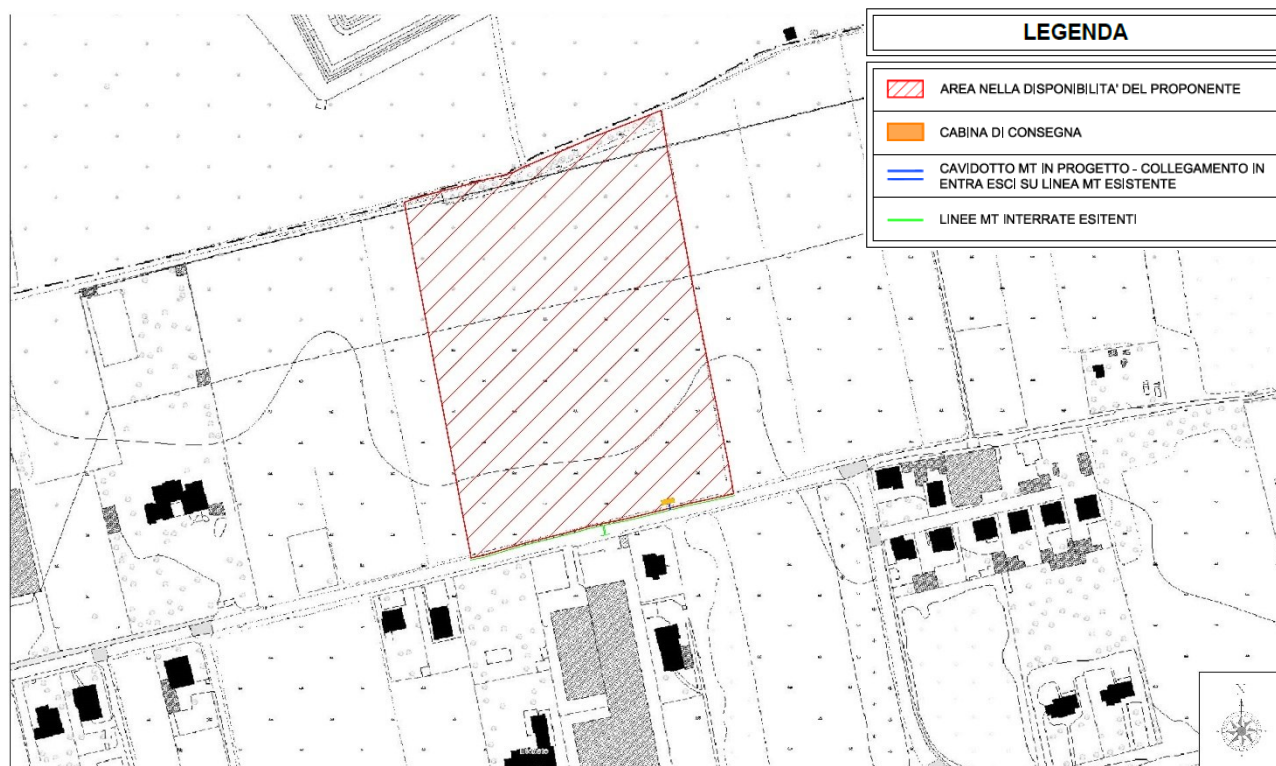 LEGENDA
AREA NELLA DISPONIBILITA' DEL PROPONENTE
CABINA DI CONSEGNA
CAVIDOTTO MT IN PROGETTO - COLLEGAMENTO IN
ENTRA ESCI SU LINEA MT ESISTENTE
LINEE MT INTERRATE ESITENTI